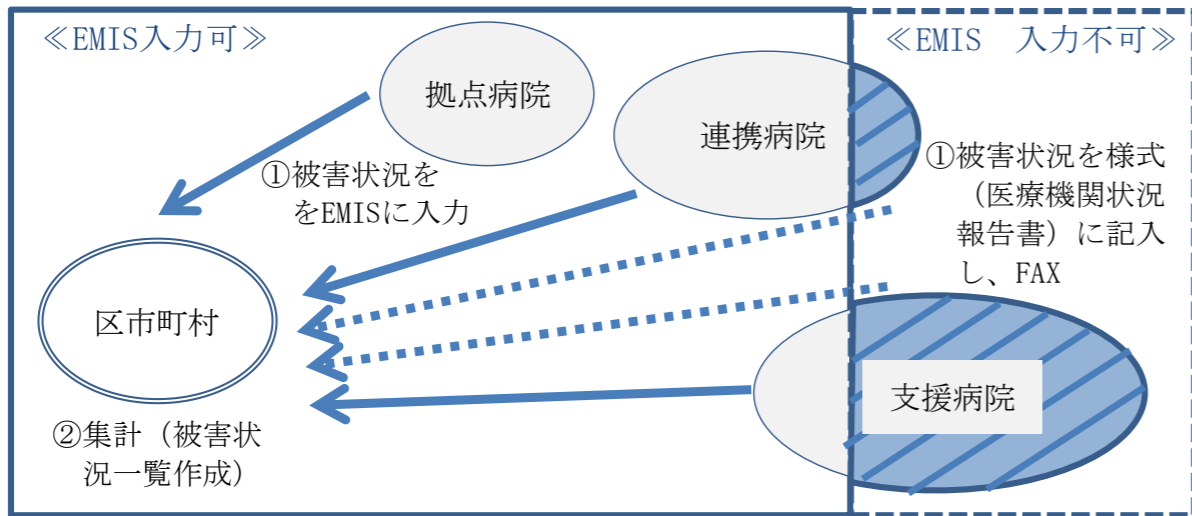 ≪EMIS入力可≫
≪EMIS　入力不可≫
拠点病院
連携病院
①被害状況を
をEMISに入力
①被害状況を様式
（医療機関状況
報告書）に記入
し、FAX
区市町村
支援病院
②集計（被害状
況一覧作成）